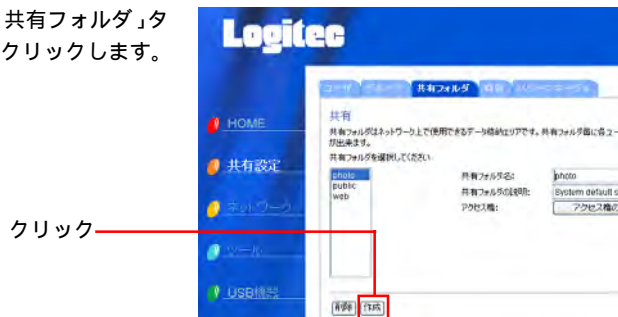 共有フォルダ」タ
クリックします。
Logitec
共有フォルダ
HOME
共有
共有フォルダはネットワーク上で使用できるデータ格納エリアです。共有フォルダ毎に各ユー
が出来ます。
共有設定
共有フォルダを選択してください
photo
共有フォルダ名:
photo
public
共有フォルダの説明:
System default s
web
アクセス権:
アクセス権の
ネットワーク
クリック
ツール
USB機器
削除
作成